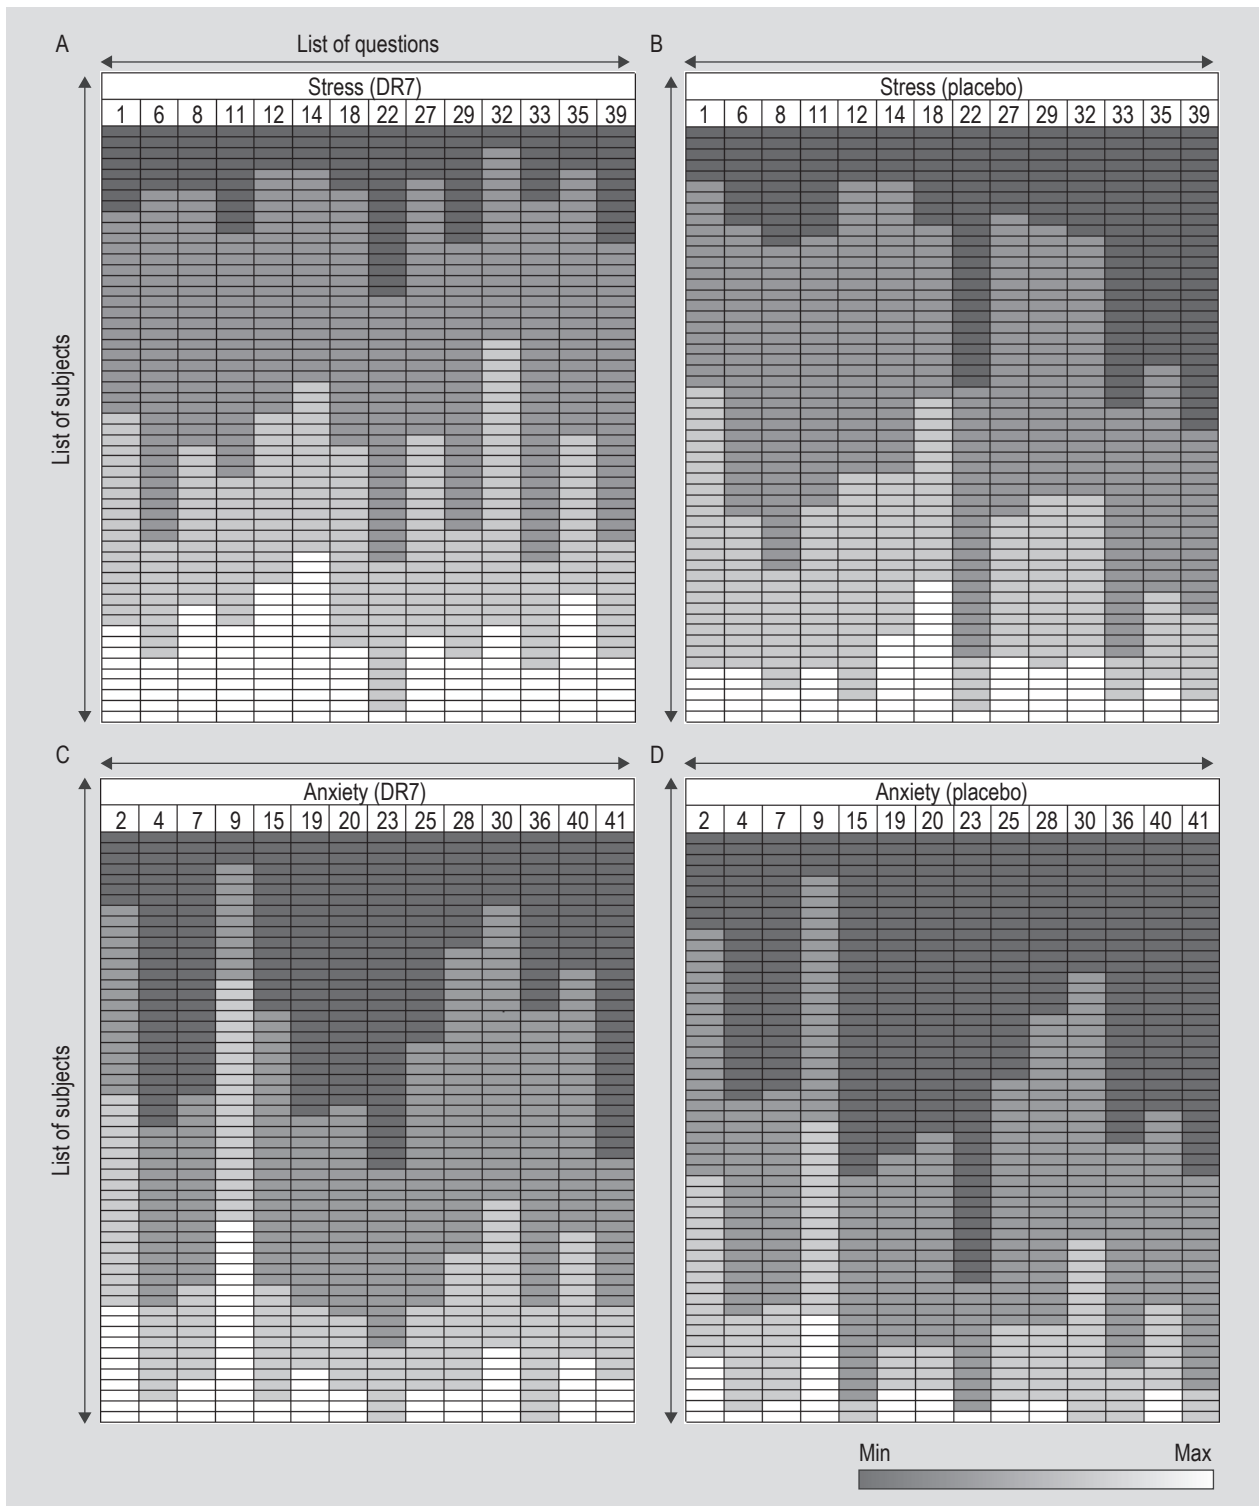 A List of questions B
Stress (DR7) Stress (placebo)
1 6 8 11 12 14 18 22 27 29 32 33 35 39 1 6 8 11 12 14 18 22 27 29 32 33 35 39
List of subjects
C D
Anxiety (DR7) Anxiety (placebo)
2 4 7 9 15 19 20 23 25 28 30 36 40 41 2 4 7 9 15 19 20 23 25 28 30 36 40 41
List of subjects
Min Max